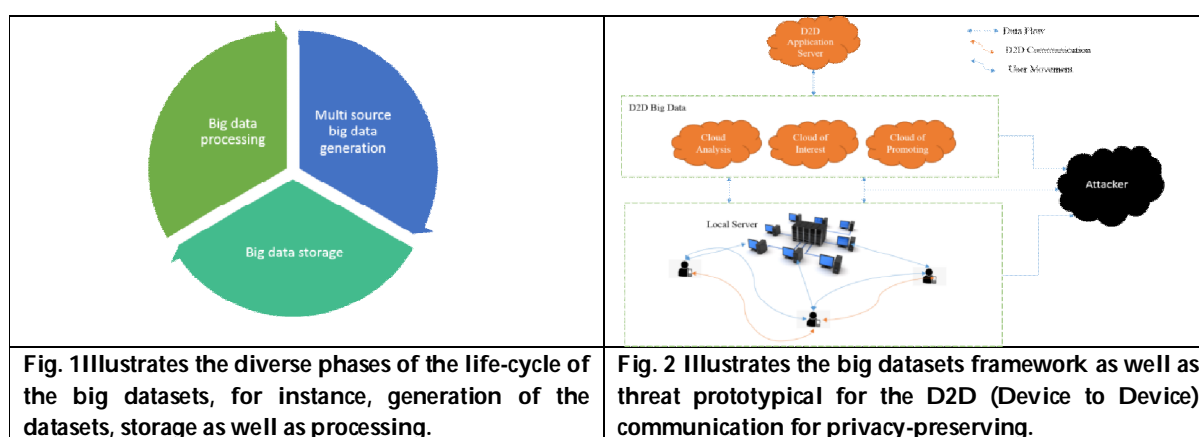 Big data
processing
Multi source
big data
generation
Big data storage
D2D
Application
Server
Data Flow
D2D Communication
User Movement
D2D Big Data
Cloud
Analysis
Cloud of
Interest
Cloud of
Promoting
Attacker
Local Server
Fig. 1Illustrates the diverse phases of the life-cycle of
the big datasets, for instance, generation of the
datasets, storage as well as processing.
Fig. 2 Illustrates the big datasets framework as well as
threat prototypical for the D2D (Device to Device)
communication for privacy-preserving.